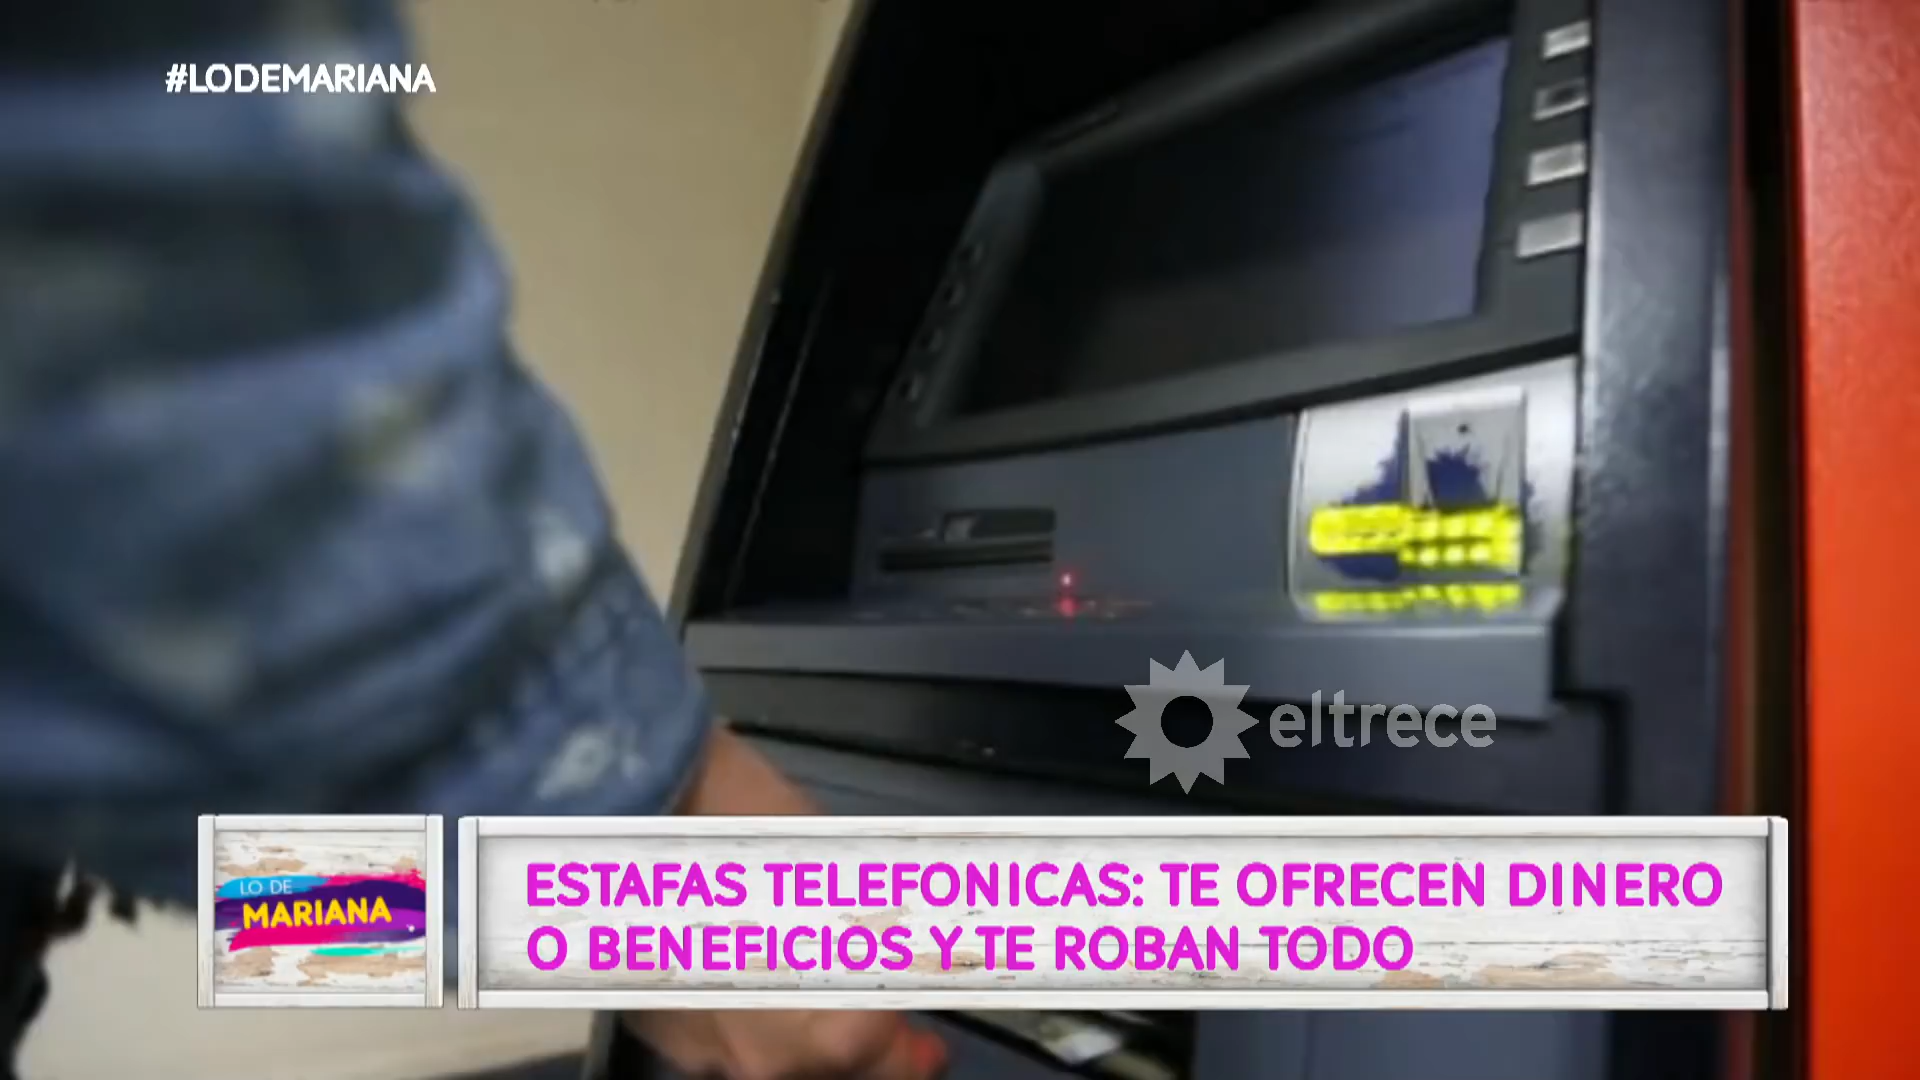 #LODEMARIANA
eltrece
LO DE
MARIANA
ESTAFAS TELEFONICAS: TE OFRECEN DINERO
O BENEFICIOS Y TE ROBAN TODO